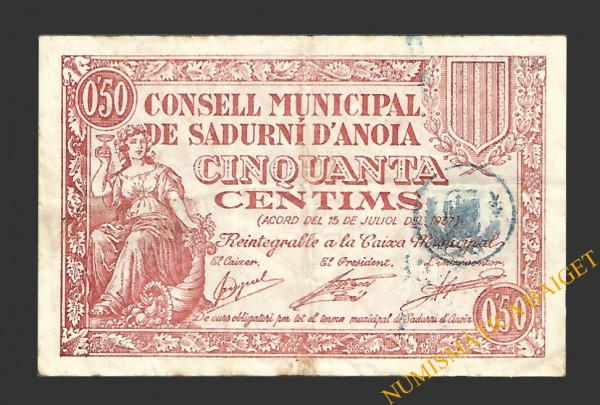 0'50
CONSELL MUNICIPAL
DE SADURNÍ D'ANOIA
CINQUANTA
CENTIMS
(ACORD DEL 15 DE JULIOL DEL 1937)
Reintegrable a la Caixa Municipal
El Caixer. El President. L'Interventor
De curs obligatori per tot el terme municipal de Sadurní d'Anoia
0'50